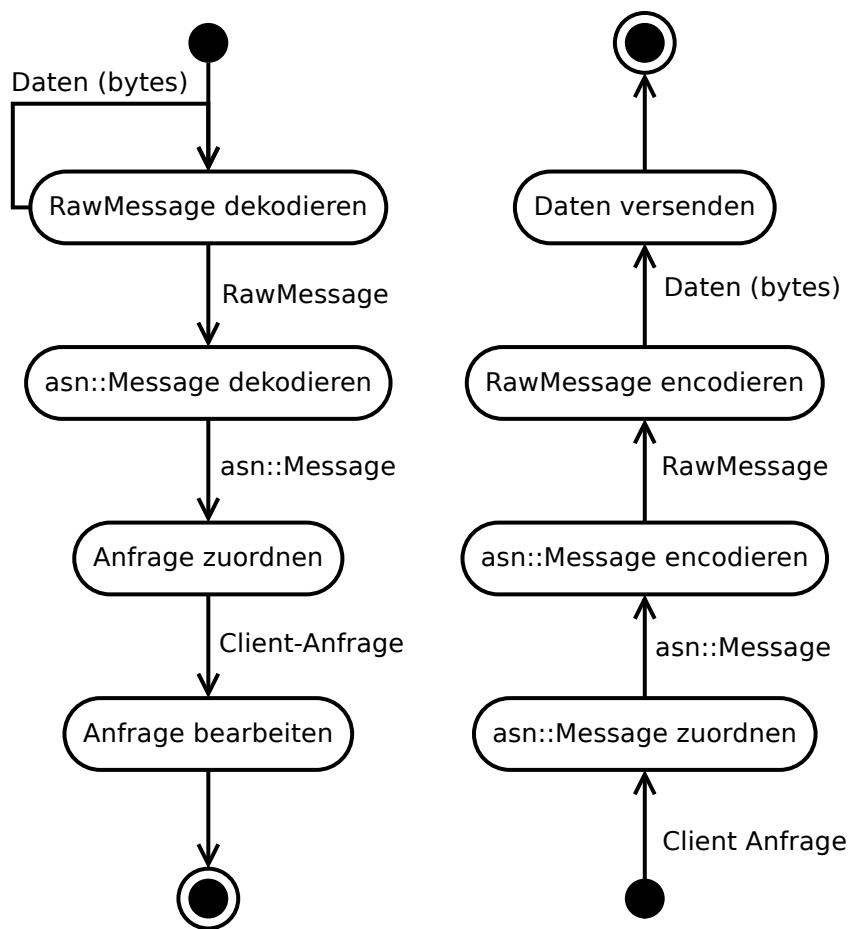 Daten (bytes)
RawMessage dekodieren
RawMessage
asn::Message dekodieren
asn::Message
Anfrage zuordnen
Client-Anfrage
Anfrage bearbeiten
Daten versenden
Daten (bytes)
RawMessage encodieren
RawMessage
asn::Message encodieren
asn::Message
asn::Message zuordnen
Client Anfrage